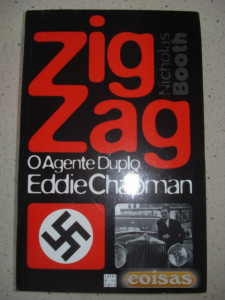 Zig
Zag
Nicholas
Booth
O Agente Duplo
Eddie Chapman
coisas